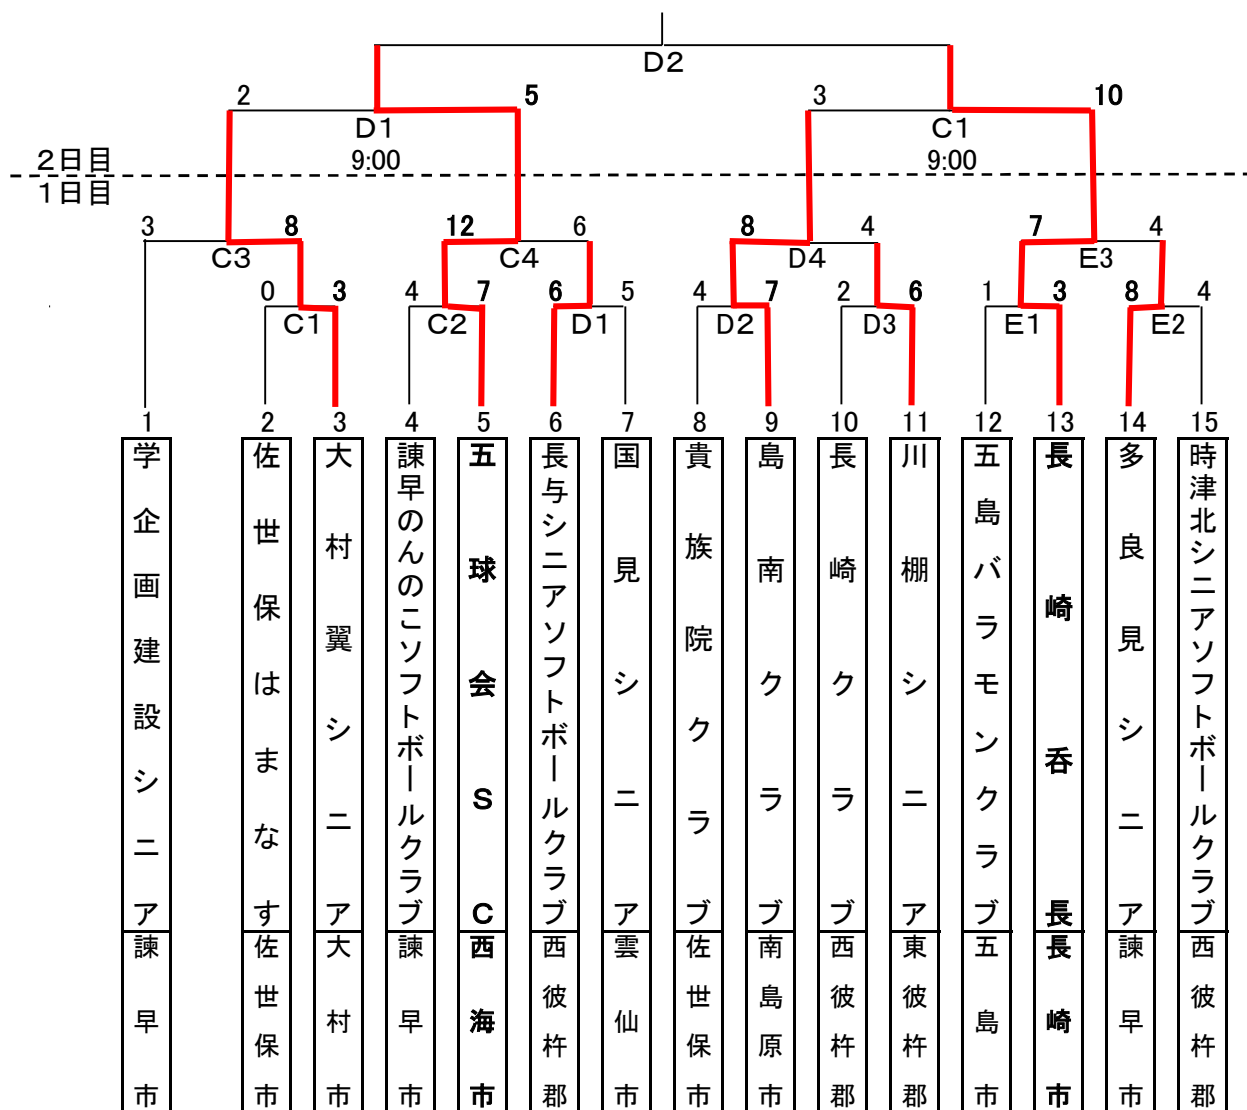 D2
2 5 3 10
D1 C1
2日目 9:00 9:00
1日目
3 8 12 6 8 4 7 4
C3 C4 D4 E3
0 3 4 7 6 5 4 7 2 6 1 3 8 4
C1 C2 D1 D2 D3 E1 E2
1 2 3 4 5 6 7 8 9 10 11 12 13 14 15
学企画建設シニア
諫早市
佐世保はまなす
佐世保市
大村翼シニア
大村市
諫早のんのこソフトボールクラブ
諫早市
五球会SC
西海市
長与シニアソフトボールクラブ
西彼杵郡
国見シニア
雲仙市
貴族院クラブ
佐世保市
島南クラブ
南島原市
長崎クラブ
西彼杵郡
川棚シニア
東彼杵郡
五島バラモンクラブ
五島市
長崎呑長
長崎市
多良見シニア
諫早市
時津北シニアソフトボールクラブ
西彼杵郡